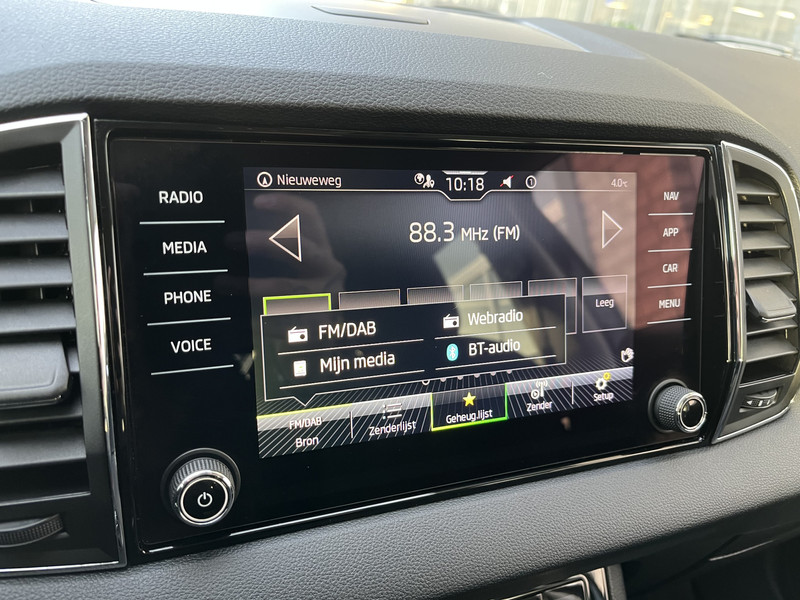 RADIO
MEDIA
PHONE
VOICE
Nieuweweg
10:18
1
4.0°C
88.3 MHz (FM)
Leeg
FM/DAB
Webradio
Mijn media
BT-audio
FM/DAB
Bron
Zenderlijst
Geheug.lijst
Zender
Setup
NAV
APP
CAR
MENU